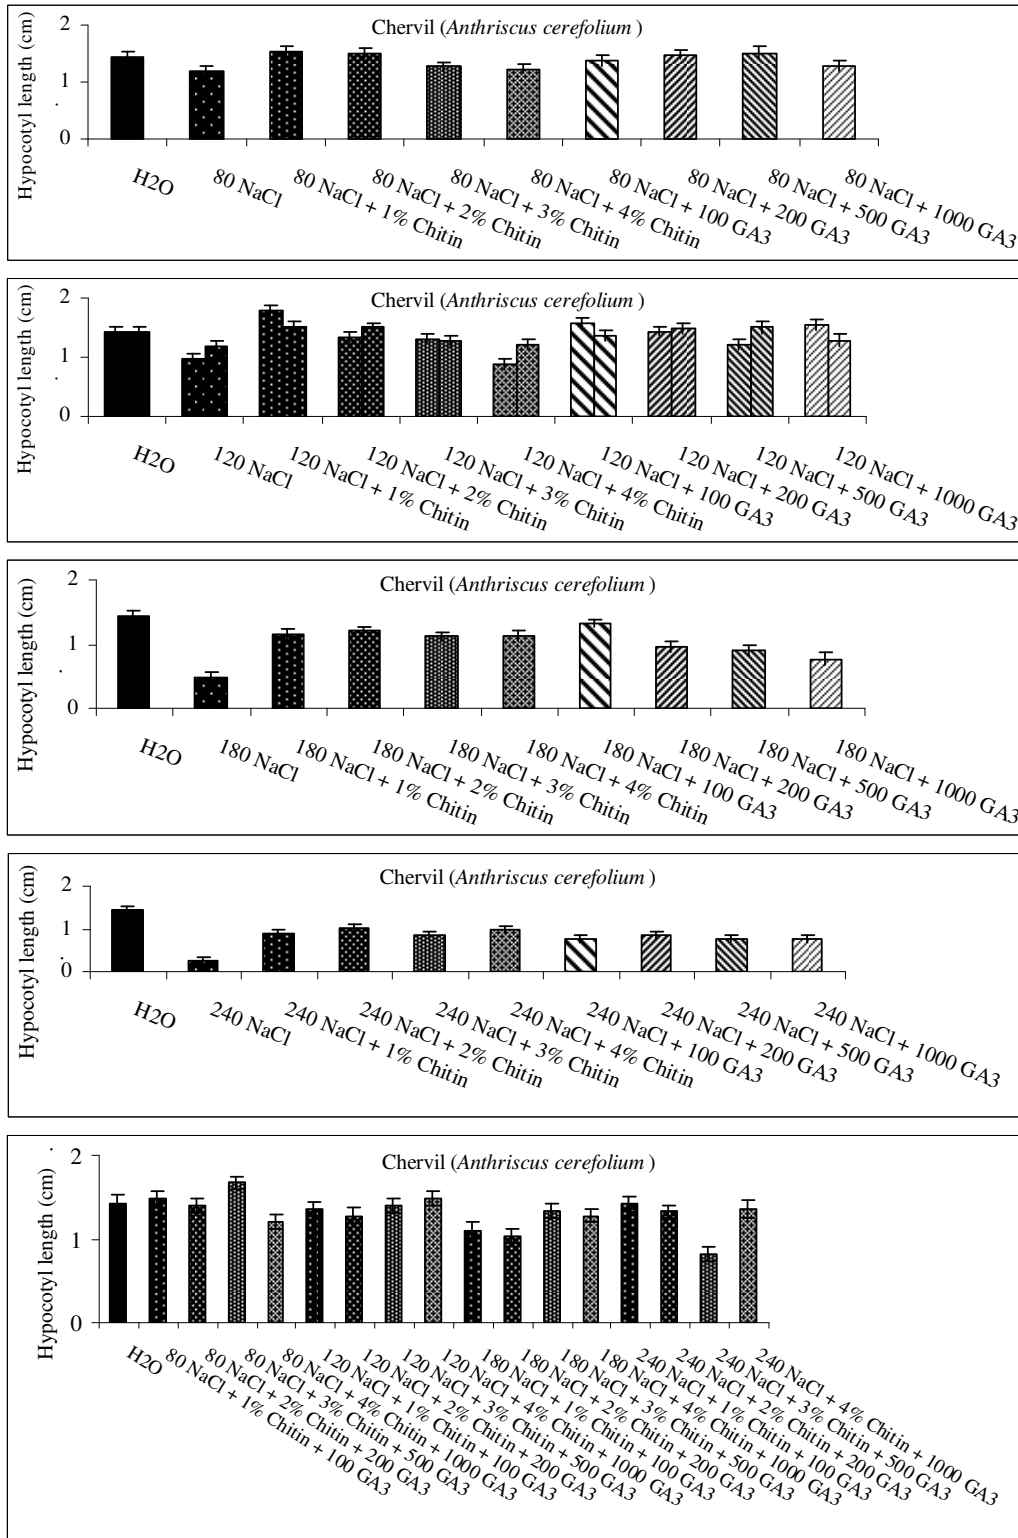 Chervil (Anthriscus cerefolium )
Hypocotyl length (cm)
2
1
0
H2O
80 NaCl
80 NaCl + 1% Chitin
80 NaCl + 2% Chitin
80 NaCl + 3% Chitin
80 NaCl + 4% Chitin
80 NaCl + 100 GA3
80 NaCl + 200 GA3
80 NaCl + 500 GA3
80 NaCl + 1000 GA3
Chervil (Anthriscus cerefolium )
Hypocotyl length (cm)
2
1
0
H2O
120 NaCl
120 NaCl + 1% Chitin
120 NaCl + 2% Chitin
120 NaCl + 3% Chitin
120 NaCl + 4% Chitin
120 NaCl + 100 GA3
120 NaCl + 200 GA3
120 NaCl + 500 GA3
120 NaCl + 1000 GA3
Chervil (Anthriscus cerefolium )
Hypocotyl length (cm)
2
1
0
H2O
180 NaCl
180 NaCl + 1% Chitin
180 NaCl + 2% Chitin
180 NaCl + 3% Chitin
180 NaCl + 4% Chitin
180 NaCl + 100 GA3
180 NaCl + 200 GA3
180 NaCl + 500 GA3
180 NaCl + 1000 GA3
Chervil (Anthriscus cerefolium )
Hypocotyl length (cm)
2
1
0
H2O
240 NaCl
240 NaCl + 1% Chitin
240 NaCl + 2% Chitin
240 NaCl + 3% Chitin
240 NaCl + 4% Chitin
240 NaCl + 100 GA3
240 NaCl + 200 GA3
240 NaCl + 500 GA3
240 NaCl + 1000 GA3
Chervil (Anthriscus cerefolium )
Hypocotyl length (cm)
2
1
0
H2O
80 NaCl + 1% Chitin + 100 GA3
80 NaCl + 2% Chitin + 200 GA3
80 NaCl + 3% Chitin + 500 GA3
80 NaCl + 4% Chitin + 1000 GA3
120 NaCl + 1% Chitin + 100 GA3
120 NaCl + 2% Chitin + 200 GA3
120 NaCl + 3% Chitin + 500 GA3
120 NaCl + 4% Chitin + 1000 GA3
180 NaCl + 1% Chitin + 100 GA3
180 NaCl + 2% Chitin + 200 GA3
180 NaCl + 3% Chitin + 500 GA3
180 NaCl + 4% Chitin + 1000 GA3
240 NaCl + 1% Chitin + 100 GA3
240 NaCl + 2% Chitin + 200 GA3
240 NaCl + 3% Chitin + 500 GA3
240 NaCl + 4% Chitin + 1000 GA3